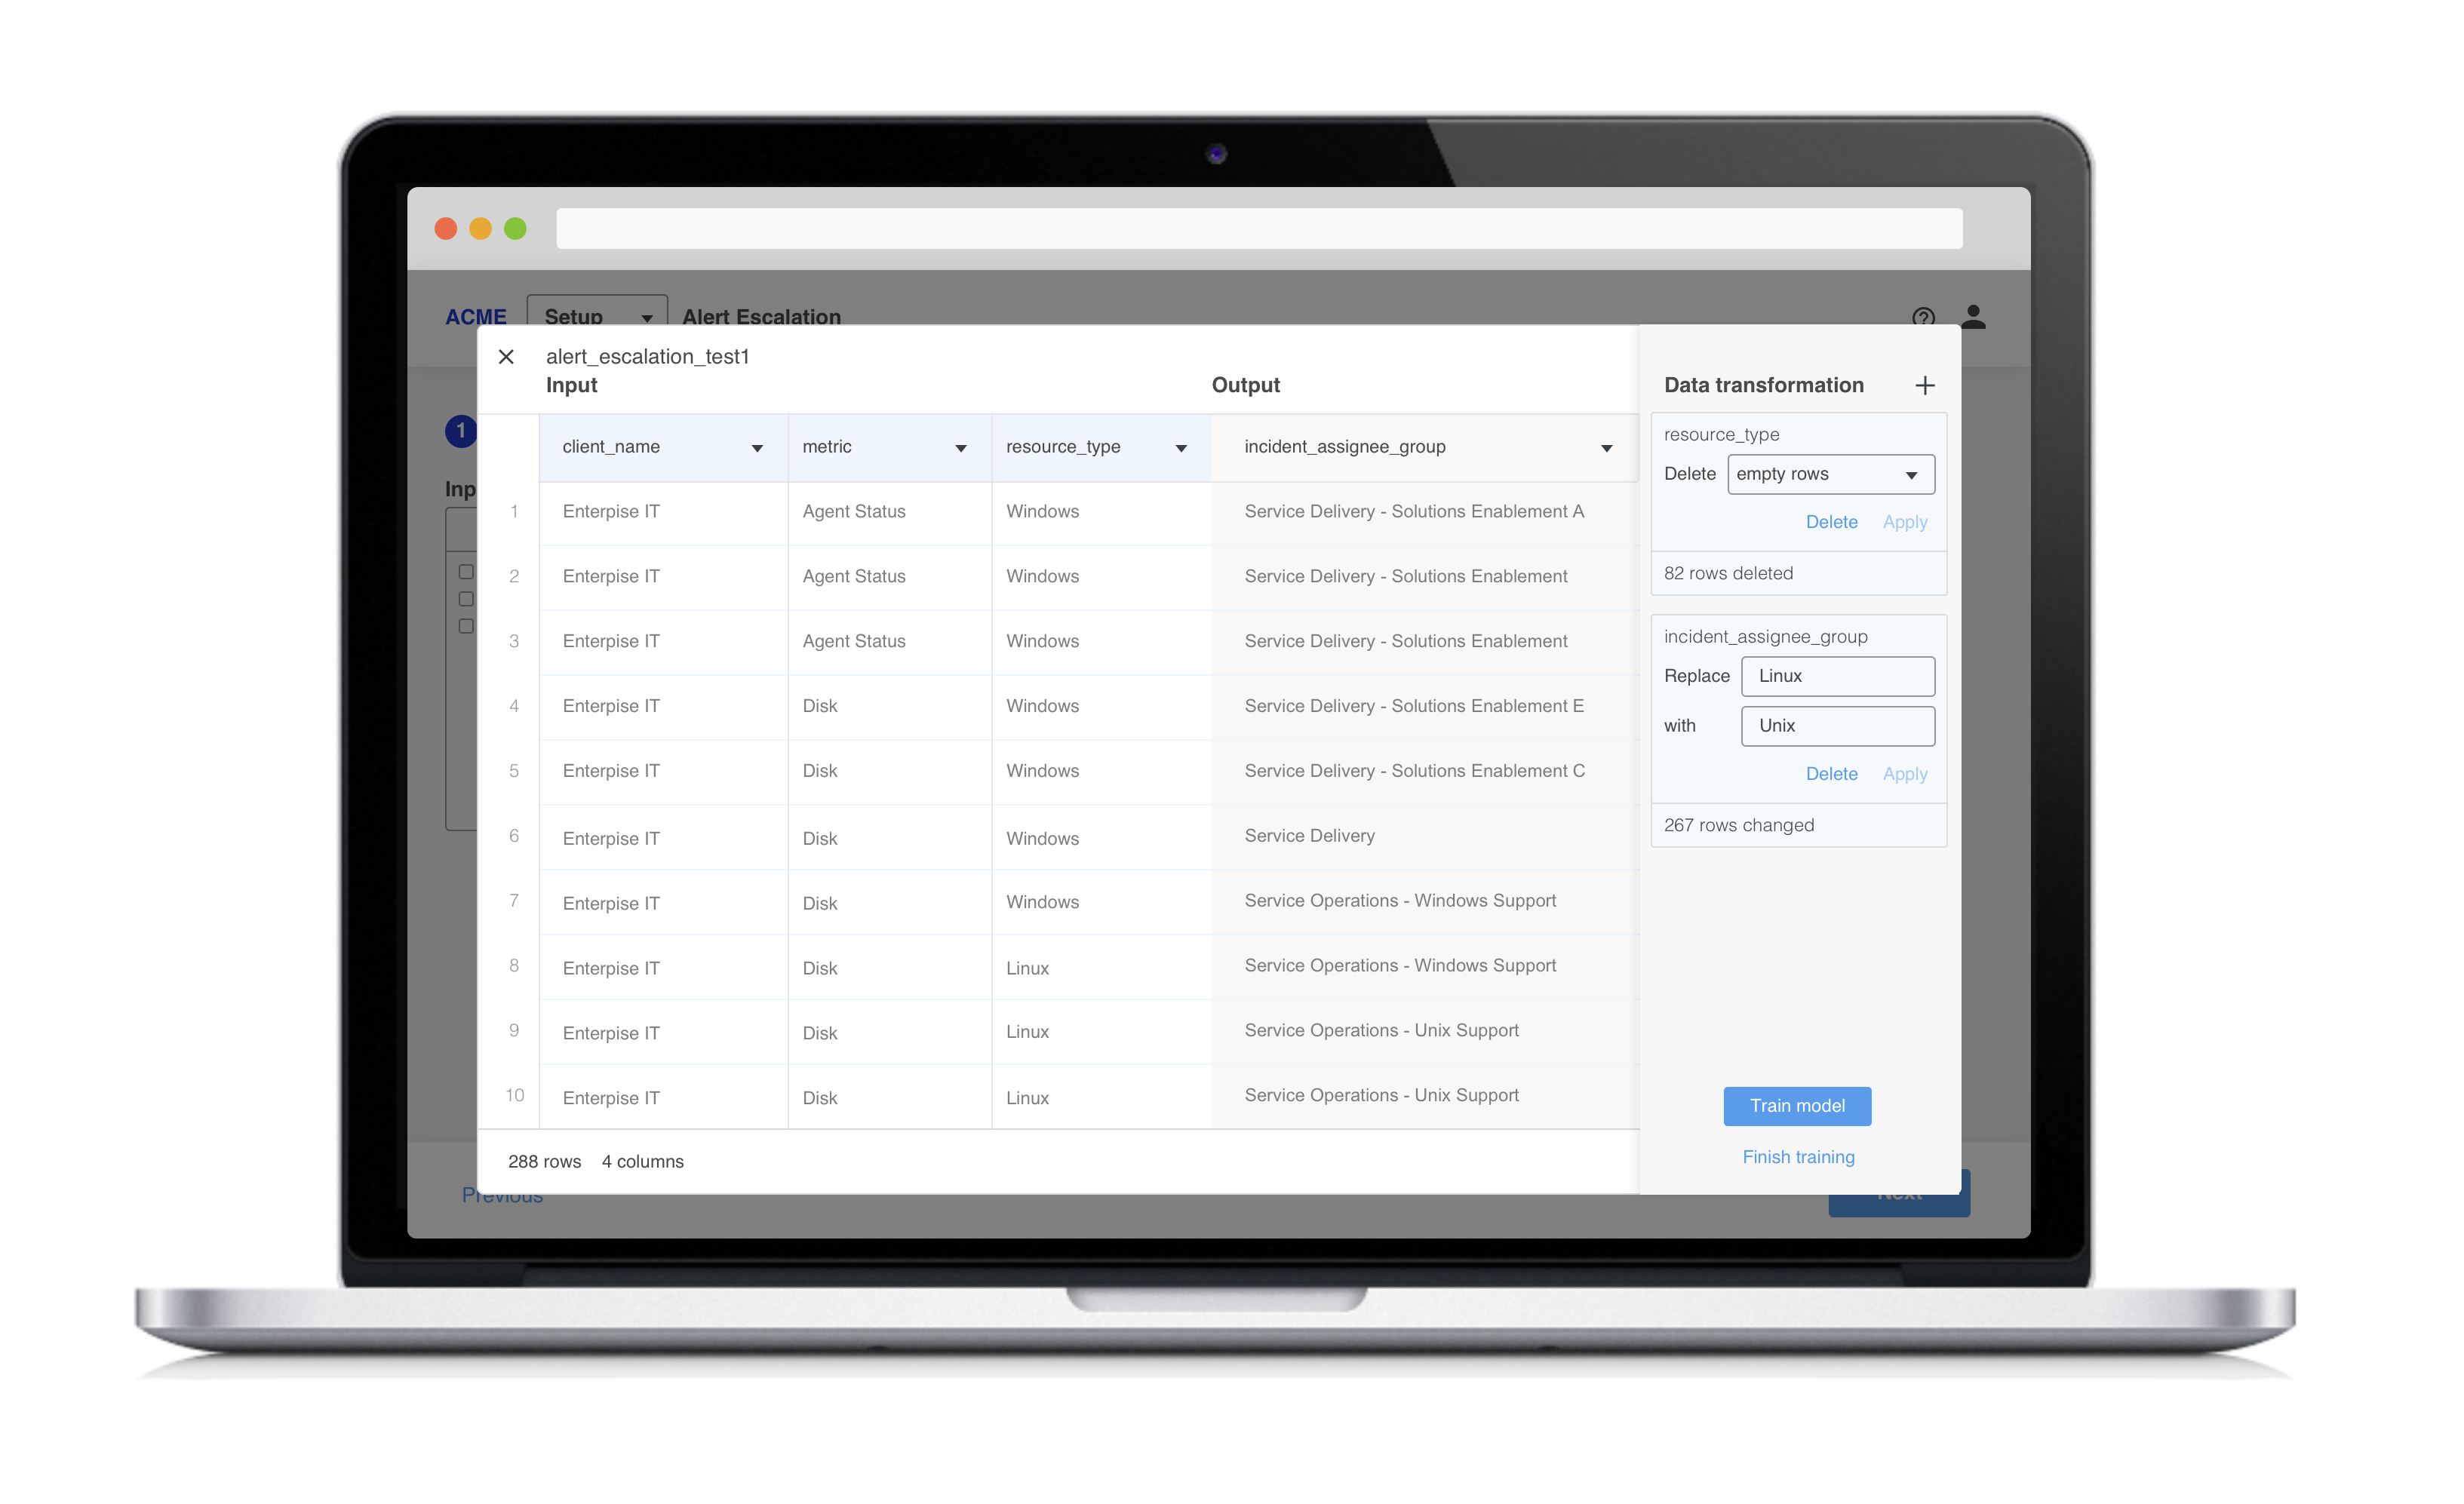 ACME Setup Alert Escalation
alert_escalation_test1
Input Output
client_name metric resource_type incident_assignee_group
1 Enterpise IT Agent Status Windows Service Delivery - Solutions Enablement A
2 Enterpise IT Agent Status Windows Service Delivery - Solutions Enablement
3 Enterpise IT Agent Status Windows Service Delivery - Solutions Enablement
4 Enterpise IT Disk Windows Service Delivery - Solutions Enablement E
5 Enterpise IT Disk Windows Service Delivery - Solutions Enablement C
6 Enterpise IT Disk Windows Service Delivery
7 Enterpise IT Disk Windows Service Operations - Windows Support
8 Enterpise IT Disk Linux Service Operations - Windows Support
9 Enterpise IT Disk Linux Service Operations - Unix Support
10 Enterpise IT Disk Linux Service Operations - Unix Support
288 rows 4 columns
Data transformation
resource_type
Delete empty rows
Delete Apply
82 rows deleted
incident_assignee_group
Replace Linux
with Unix
Delete Apply
267 rows changed
Train model
Finish training
1
Inp
Previous Next